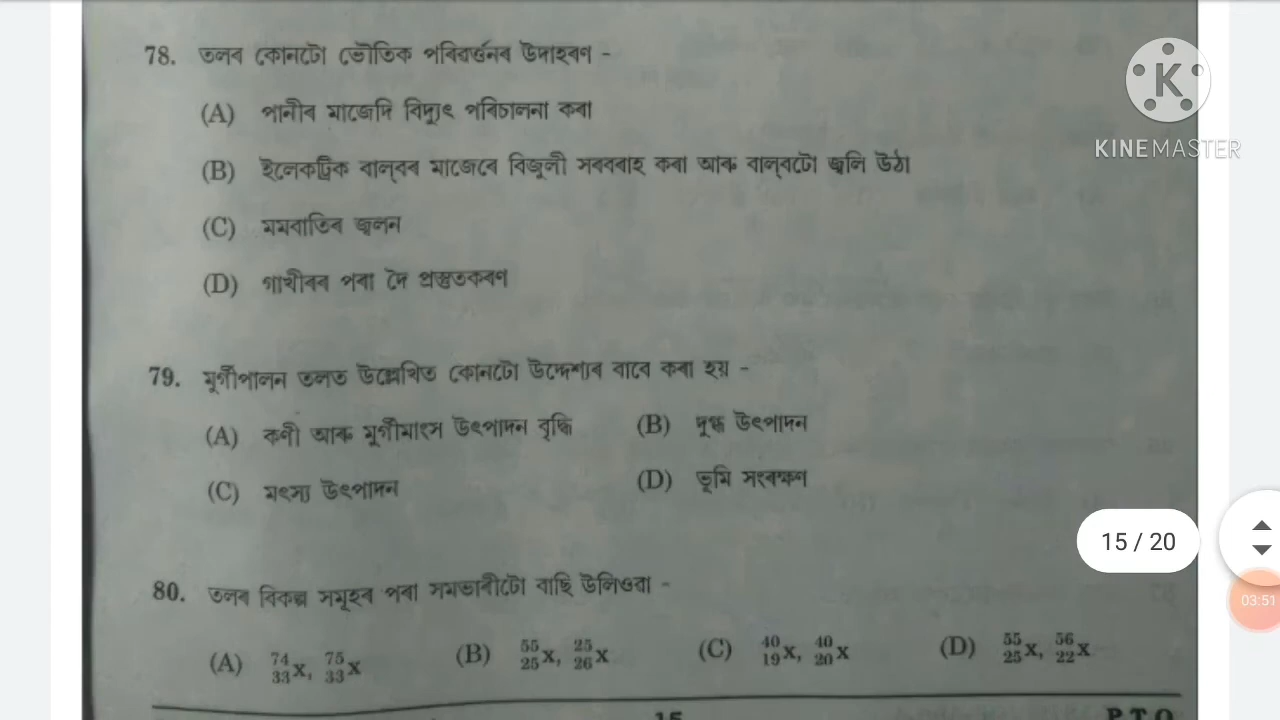 78. তলৰ কোনটো ভৌতিক পৰিৱৰ্তনৰ উদাহৰণ -
(A) পানীৰ মাজেদি বিদ্যুৎ পৰিচালনা কৰা
(B) ইলেকট্ৰিক বাল্‌বৰ মাজেৰে বিজুলী সৰবৰাহ কৰা আৰু বাল্‌বটো জ্বলি উঠা
(C) মমবাতিৰ জ্বলন
(D) গাখীৰৰ পৰা দৈ প্ৰস্তুতকৰণ
KINEMASTER
79. মুৰ্গীপালন তলত উল্লেখিত কোনটো উদ্দেশ্যৰ বাবে কৰা হয় -
(A) কণী আৰু মুৰ্গীমাংস উৎপাদন বৃদ্ধি (B) দুগ্ধ উৎপাদন
(C) মৎস্য উৎপাদন (D) ভূমি সংৰক্ষণ
15 / 20
03:51
80. তলৰ বিকল্প সমূহৰ পৰা সমভাৰীটো বাছি উলিওৱা -
(A) ⁷⁴₃₃X, ⁷⁵₃₃X (B) ⁵⁵₂₅X, ²⁵₂₆X (C) ⁴⁰₁₉X, ⁴⁰₂₀X (D) ⁵⁵₂₅X, ⁵⁶₂₂X
15 P.T.O